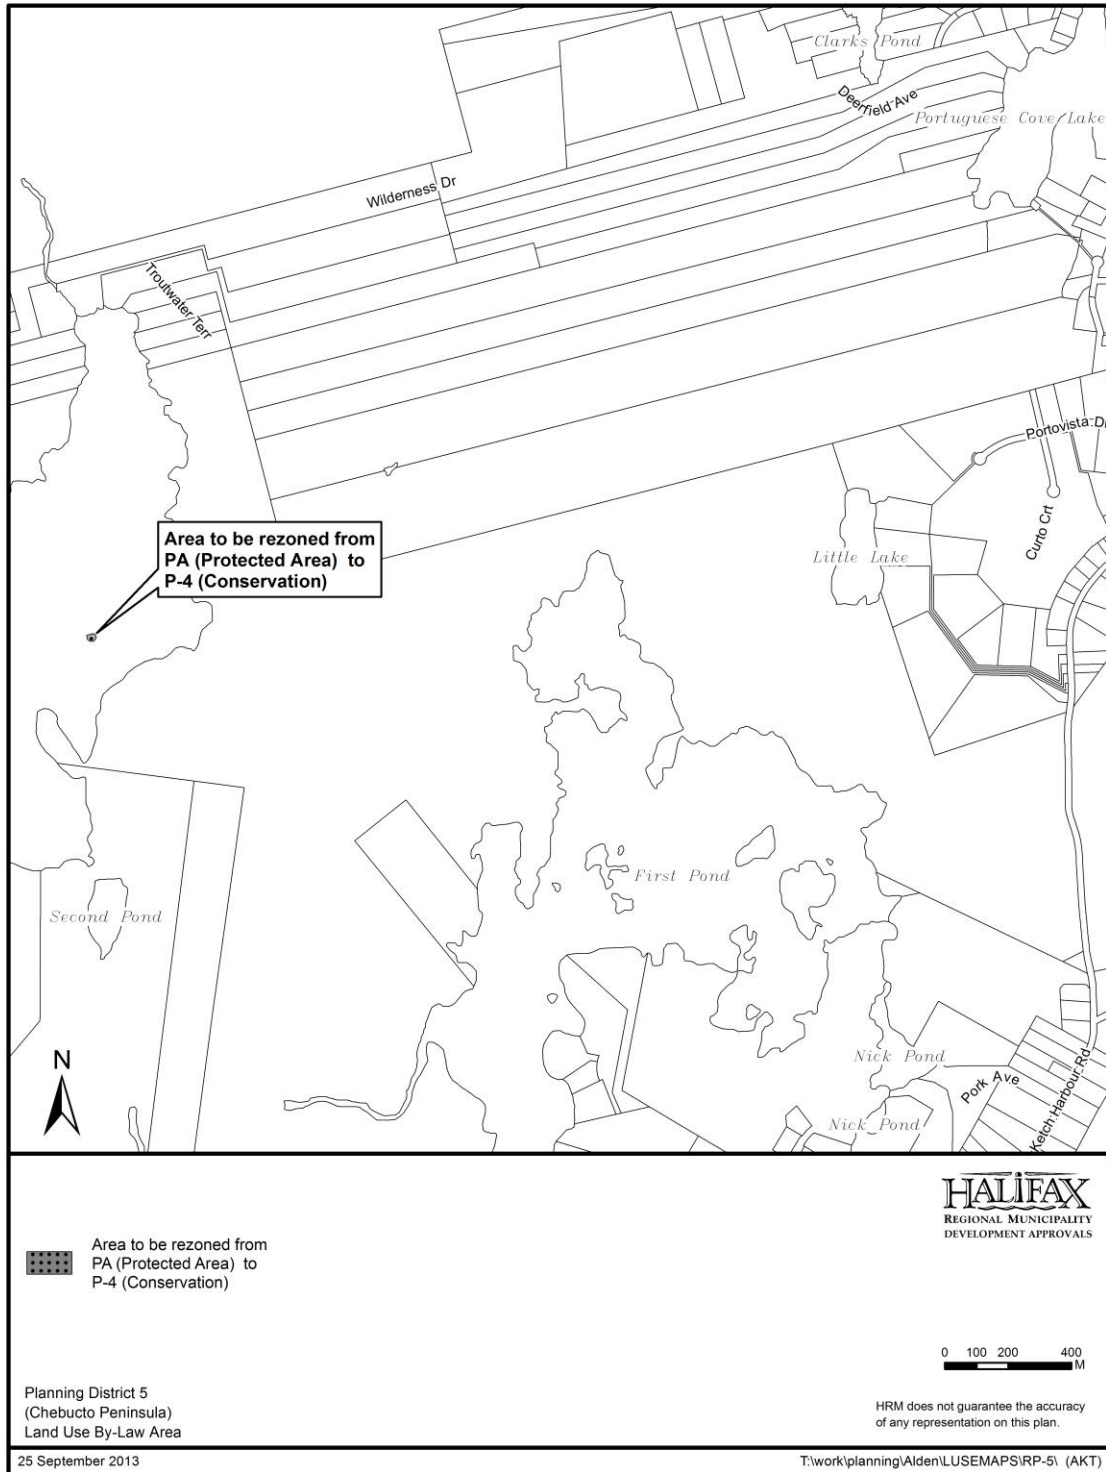 Clarks Pond
Deerfield Ave
Portuguese Cove Lake
Wilderness Dr
Troutwater Terr
Portovista Dr
Curto Crt
Area to be rezoned from
PA (Protected Area) to
P-4 (Conservation)
Little Lake
First Pond
Second Pond
N
Nick Pond
Pork Ave
Ketch Harbour Rd
Nick Pond
HALIFAX
REGIONAL MUNICIPALITY
DEVELOPMENT APPROVALS
Area to be rezoned from
PA (Protected Area) to
P-4 (Conservation)
0 100 200 400
M
Planning District 5
(Chebucto Peninsula)
Land Use By-Law Area
HRM does not guarantee the accuracy
of any representation on this plan.
25 September 2013
T:\work\planning\Alden\LUSEMAPS\RP-5\ (AKT)